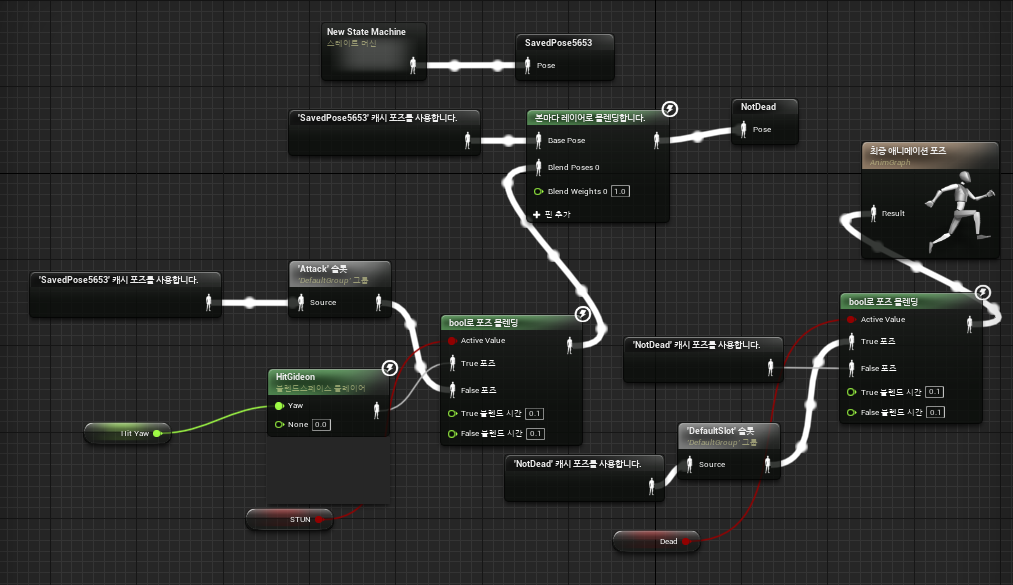 New State Machine
스테이트 머신
SavedPose5653
Pose
'SavedPose5653' 캐시 포즈를 사용합니다.
본마다 레이어로 블렌딩합니다.
Base Pose
Blend Poses 0
Blend Weights 0 1.0
핀 추가
NotDead
Pose
최종 애니메이션 포즈
AnimGraph
Result
'SavedPose5653' 캐시 포즈를 사용합니다.
'Attack' 슬롯
'DefaultGroup' 그룹
Source
bool로 포즈 블렌딩
Active Value
True 포즈
False 포즈
True 블렌드 시간 0.1
False 블렌드 시간 0.1
HitGideon
블렌드스페이스 플레이어
Yaw
None 0.0
Hit Yaw
STUN
'NotDead' 캐시 포즈를 사용합니다.
bool로 포즈 블렌딩
Active Value
True 포즈
False 포즈
True 블렌드 시간 0.1
False 블렌드 시간 0.1
'NotDead' 캐시 포즈를 사용합니다.
'DefaultSlot' 슬롯
'DefaultGroup' 그룹
Source
Dead